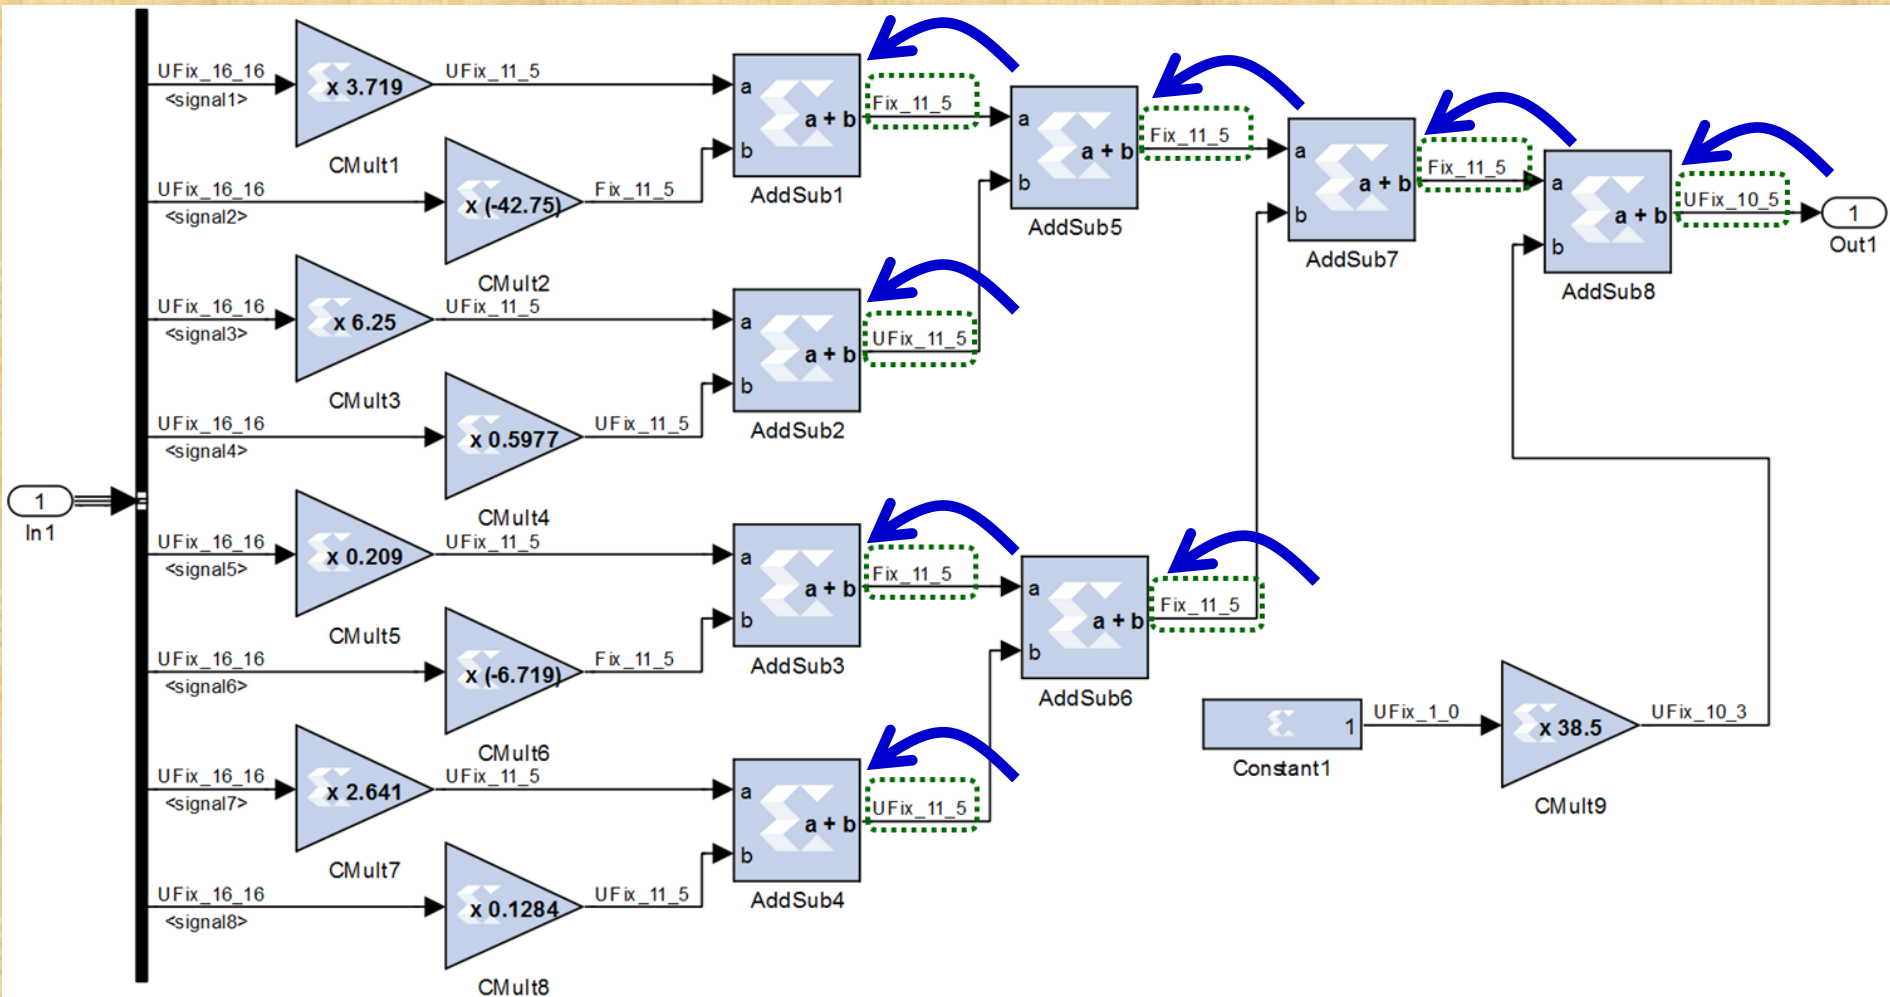 UFix_16_16
<signal1>
x 3.719
CMult1
UFix_11_5
UFix_16_16
<signal2>
x (-42.75)
CMult2
Fix_11_5
a
b
a + b
AddSub1
Fix_11_5
UFix_16_16
<signal3>
x 6.25
CMult3
UFix_11_5
UFix_16_16
<signal4>
x 0.5977
CMult4
UFix_11_5
a
b
a + b
AddSub2
UFix_11_5
a
b
a + b
AddSub5
Fix_11_5
1
In1
UFix_16_16
<signal5>
x 0.209
CMult5
UFix_11_5
UFix_16_16
<signal6>
x (-6.719)
CMult6
Fix_11_5
a
b
a + b
AddSub3
Fix_11_5
UFix_16_16
<signal7>
x 2.641
CMult7
UFix_11_5
UFix_16_16
<signal8>
x 0.1284
CMult8
UFix_11_5
a
b
a + b
AddSub4
UFix_11_5
a
b
a + b
AddSub6
Fix_11_5
a
b
a + b
AddSub7
Fix_11_5
1
Constant1
UFix_1_0
x 38.5
CMult9
UFix_10_3
a
b
a + b
AddSub8
UFix_10_5
1
Out1